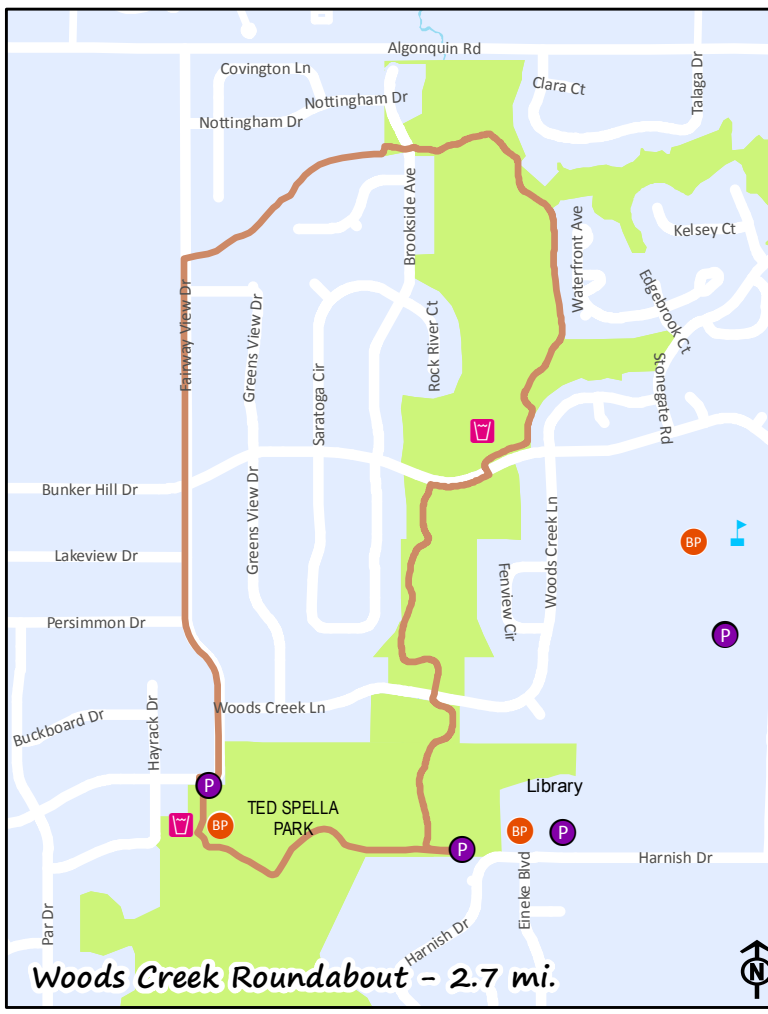 Algonquin Rd
Covington Ln
Clara Ct
Talaga Dr
Nottingham Dr
Nottingham Dr
Brookside Ave
Waterfront Ave
Kelsey Ct
Fairway View Dr
Greens View Dr
Edgebrook Ct
Rock River Ct
Saratoga Cir
Stonegate Rd
Bunker Hill Dr
Greens View Dr
Woods Creek Ln
BP
Lakeview Dr
Fenview Cir
Persimmon Dr
P
Woods Creek Ln
Buckboard Dr
Hayrack Dr
P
Library
TED SPELLA
PARK
BP
BP
P
P
Harnish Dr
Eineke Blvd
Par Dr
Harnish Dr
Woods Creek Roundabout - 2.7 mi.
N